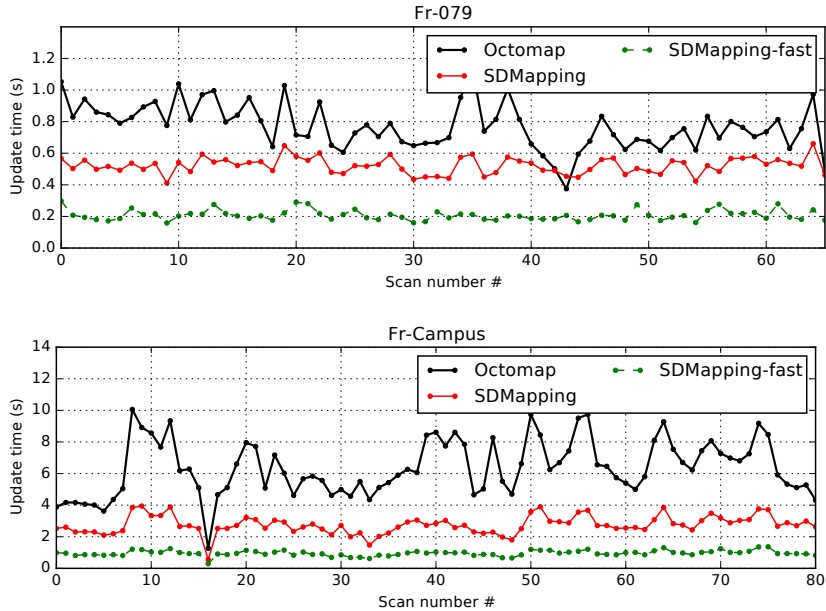 Fr-079
1.2
1.0
0.8
0.6
0.4
0.2
0.0
Update time (s)
Octomap
SDMapping
SDMapping-fast
0 10 20 30 40 50 60
Scan number #
Fr-Campus
14
12
10
8
6
4
2
0
Update time (s)
Octomap
SDMapping
SDMapping-fast
0 10 20 30 40 50 60 70 80
Scan number #